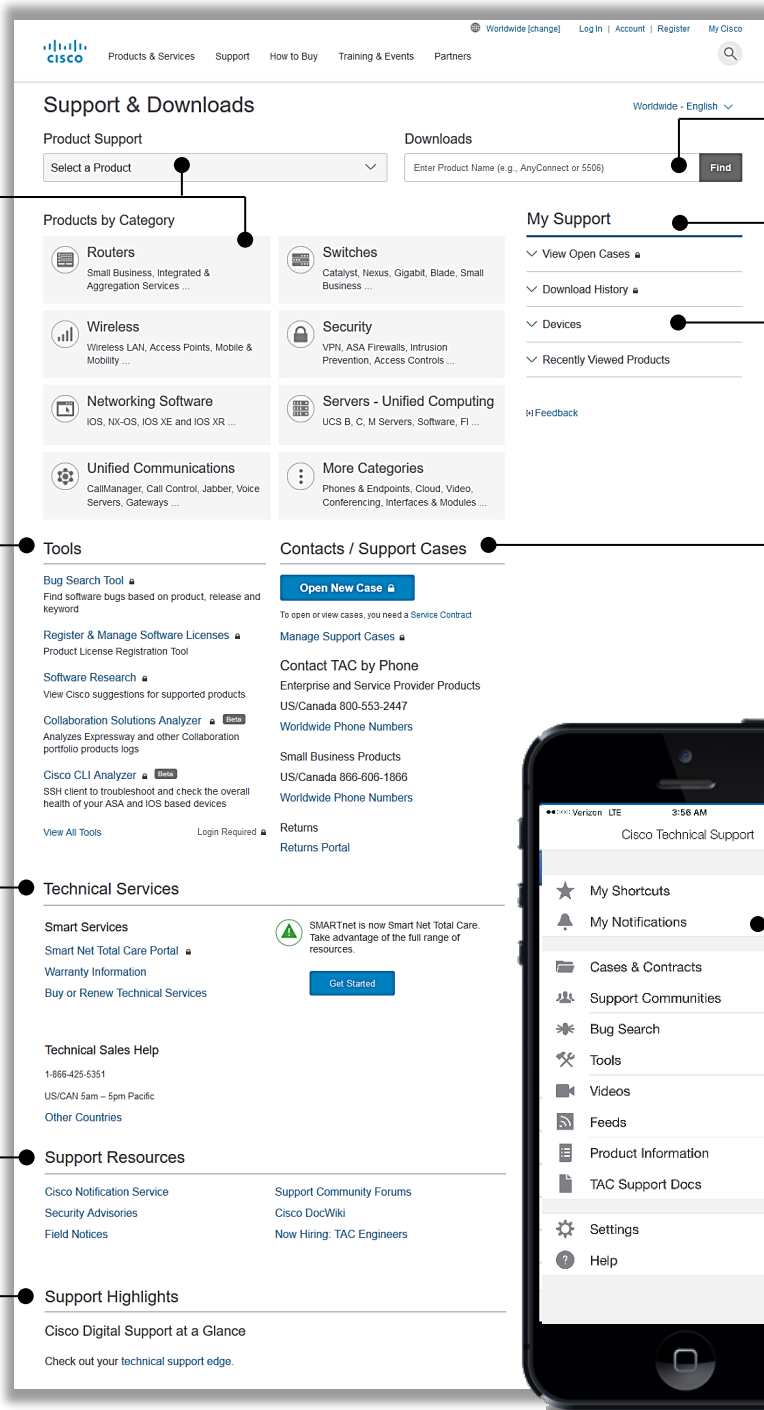 Worldwide [change] Log In | Account | Register My Cisco
CISCO
Products & Services Support How to Buy Training & Events Partners
Support & Downloads
Worldwide - English
Product Support
Downloads
Select a Product
Enter Product Name (e.g., AnyConnect or 5506)
Find
Products by Category
Routers
Small Business, Integrated &
Aggregation Services ...
Switches
Catalyst, Nexus, Gigabit, Blade, Small
Business ...
Wireless
Wireless LAN, Access Points, Mobile &
Mobility ...
Security
VPN, ASA Firewalls, Intrusion
Prevention, Access Controls ...
Networking Software
IOS, NX-OS, IOS XE and IOS XR ...
Servers - Unified Computing
UCS B, C, M Servers, Software, FI ...
Unified Communications
CallManager, Call Control, Jabber, Voice
Servers, Gateways ...
More Categories
Phones & Endpoints, Cloud, Video,
Conferencing, Interfaces & Modules ...
My Support
View Open Cases
Download History
Devices
Recently Viewed Products
[+] Feedback
Tools
Bug Search Tool
Find software bugs based on product, release and
keyword
Register & Manage Software Licenses
Product License Registration Tool
Software Research
View Cisco suggestions for supported products
Collaboration Solutions Analyzer Beta
Analyzes Expressway and other Collaboration
portfolio products logs
Cisco CLI Analyzer Beta
SSH client to troubleshoot and check the overall
health of your ASA and IOS based devices
View All Tools Login Required
Contacts / Support Cases
Open New Case
To open or view cases, you need a Service Contract
Manage Support Cases
Contact TAC by Phone
Enterprise and Service Provider Products
US/Canada 800-553-2447
Worldwide Phone Numbers
Small Business Products
US/Canada 866-606-1866
Worldwide Phone Numbers
Returns
Returns Portal
Technical Services
Smart Services
Smart Net Total Care Portal
Warranty Information
Buy or Renew Technical Services
SMARTnet is now Smart Net Total Care.
Take advantage of the full range of
resources.
Get Started
Technical Sales Help
1-866-425-5351
US/CAN 5am – 5pm Pacific
Other Countries
Support Resources
Cisco Notification Service
Security Advisories
Field Notices
Support Community Forums
Cisco DocWiki
Now Hiring: TAC Engineers
Support Highlights
Cisco Digital Support at a Glance
Check out your technical support edge.
Verizon LTE 3:56 AM
Cisco Technical Support
My Shortcuts
My Notifications
Cases & Contracts
Support Communities
Bug Search
Tools
Videos
Feeds
Product Information
TAC Support Docs
Settings
Help